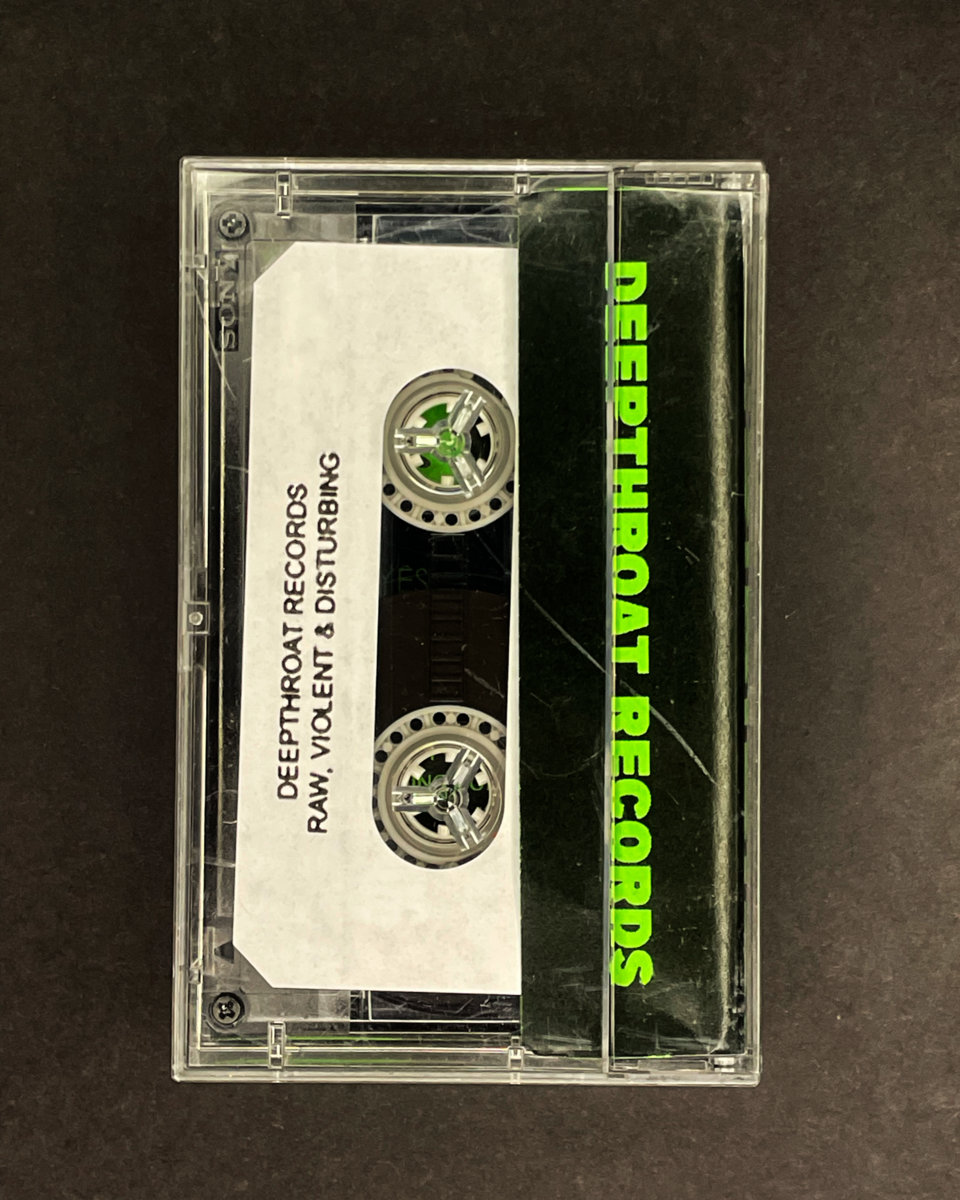 SONY
A
DEEPTHROAT RECORDS
RAW, VIOLENT & DISTURBING
DEEPTHROAT RECORDS